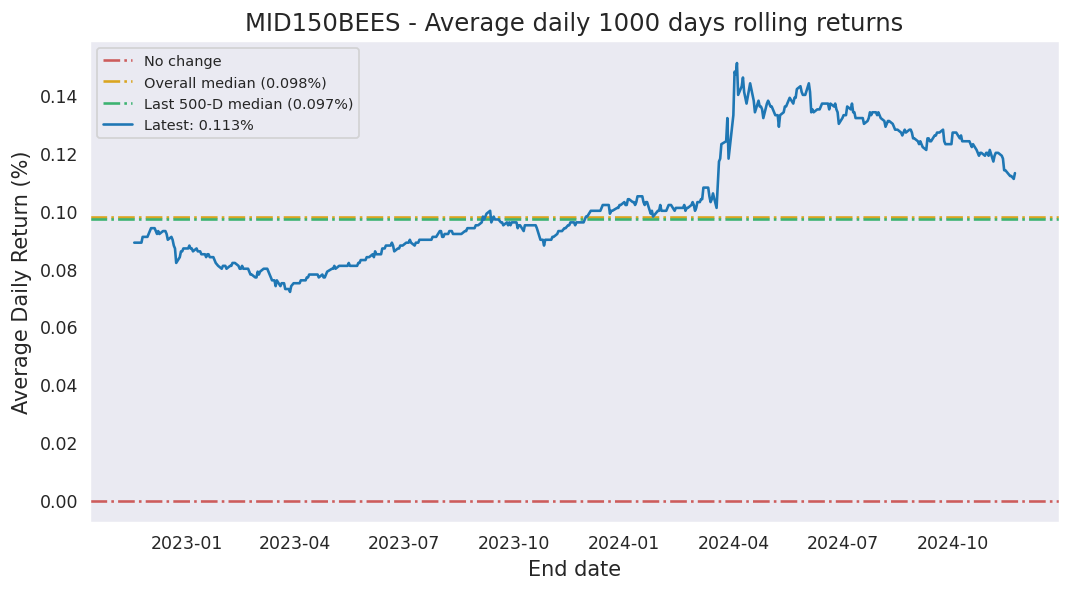 MID150BEES - Average daily 1000 days rolling returns
No change
Overall median (0.098%)
Last 500-D median (0.097%)
Latest: 0.113%
Average Daily Return (%)
0.14
0.12
0.10
0.08
0.06
0.04
0.02
0.00
2023-01 2023-04 2023-07 2023-10 2024-01 2024-04 2024-07 2024-10
End date